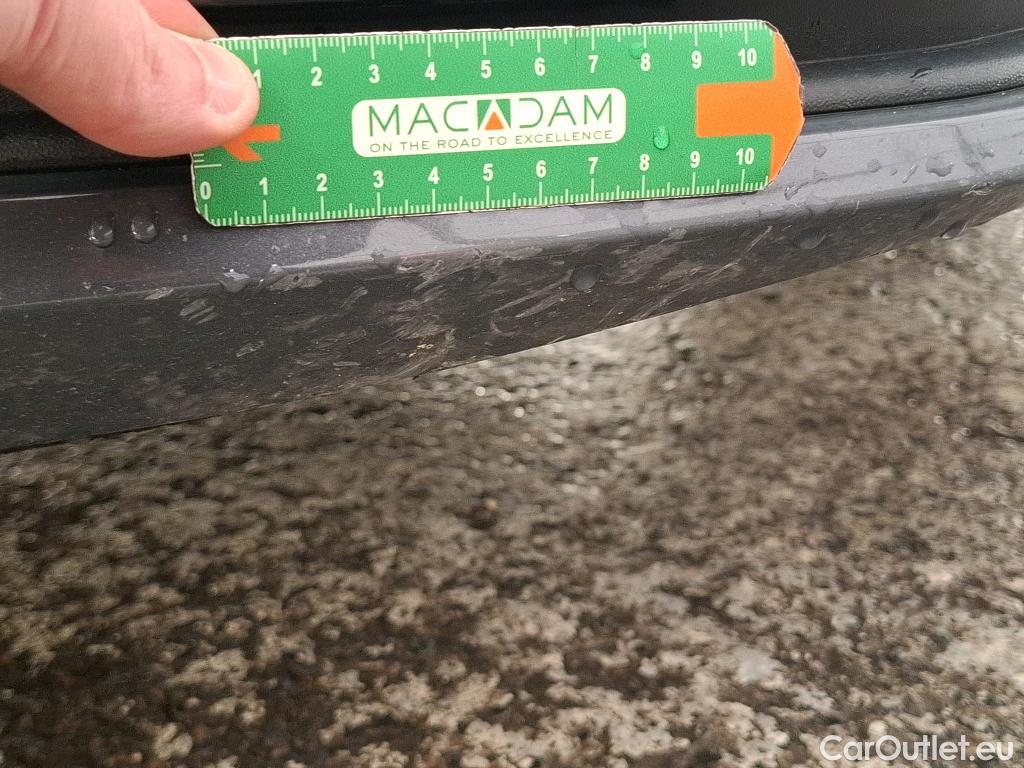 1 2 3 4 5 6 7 8 9 10
MACADAM
ON THE ROAD TO EXCELLENCE
0 1 2 3 4 5 6 7 8 9 10
CarOutlet.eu